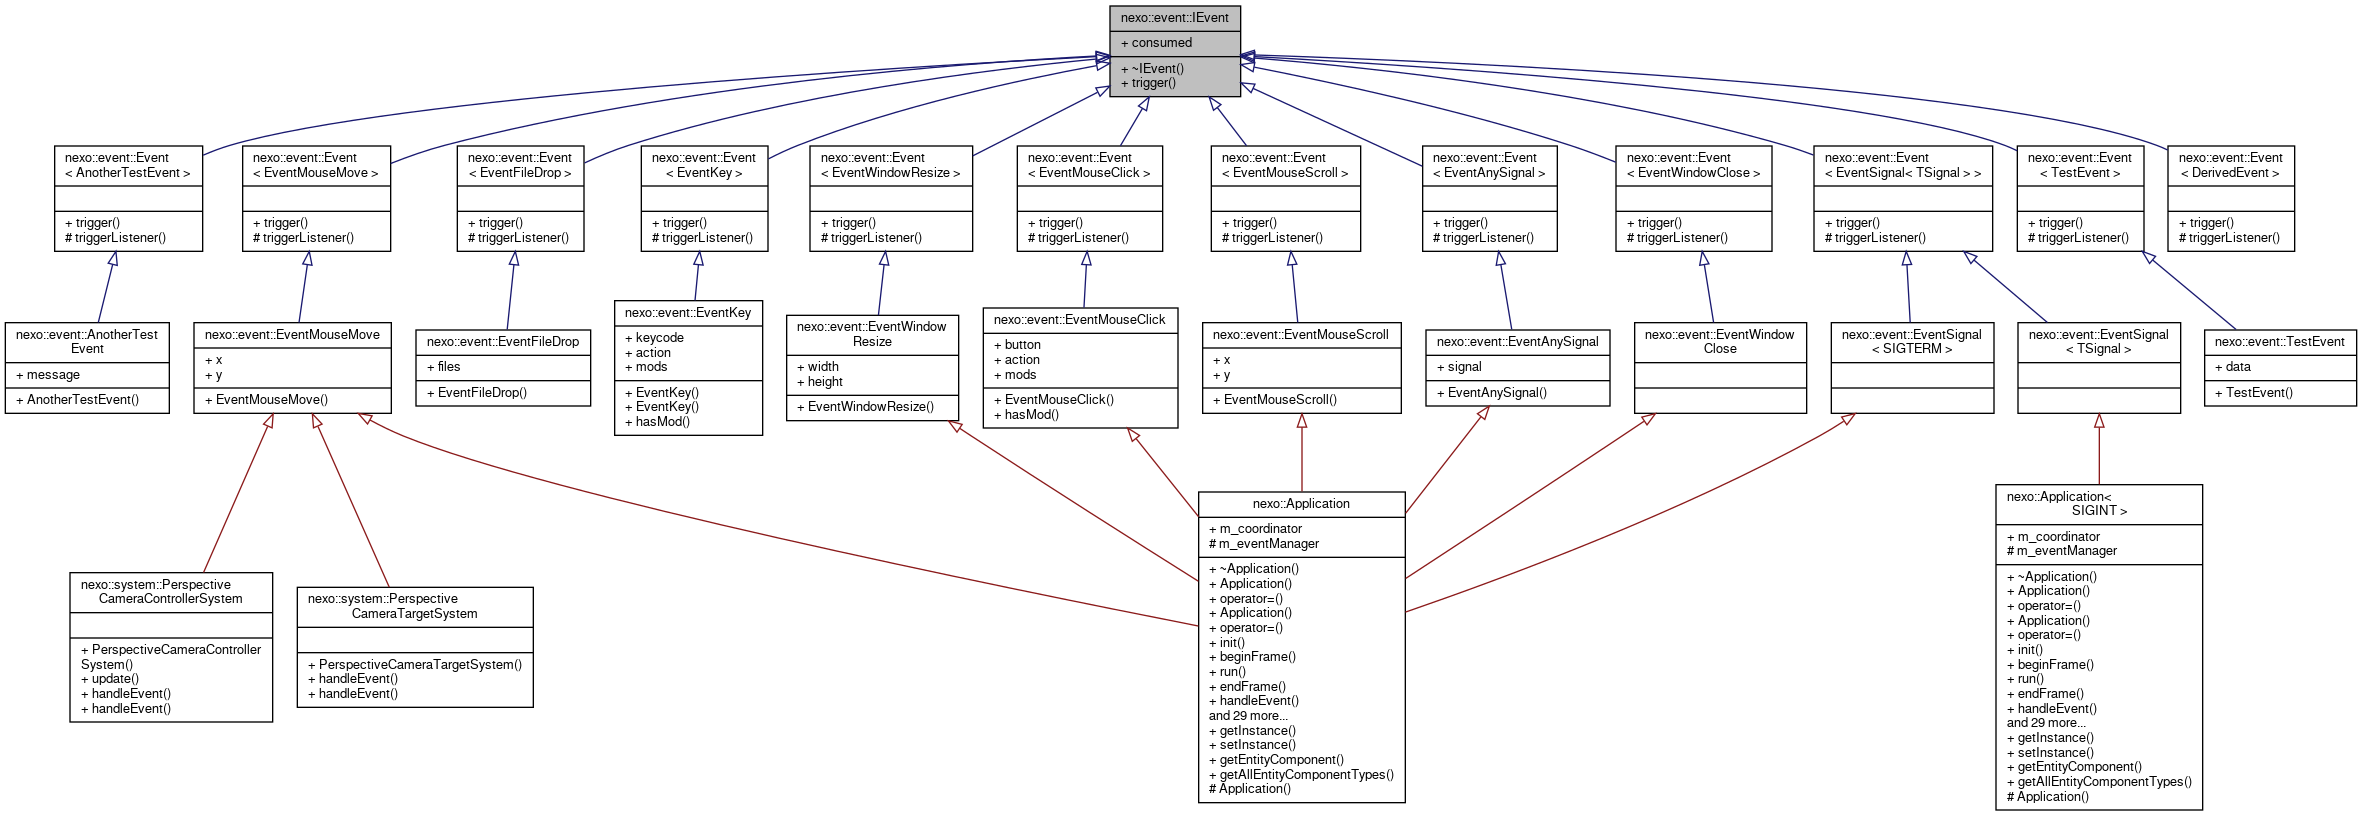 nexo::event::IEvent
+ consumed
+ ~IEvent()
+ trigger()
nexo::event::Event
< AnotherTestEvent >
+ trigger()
# triggerListener()
nexo::event::Event
< EventMouseMove >
+ trigger()
# triggerListener()
nexo::event::Event
< EventFileDrop >
+ trigger()
# triggerListener()
nexo::event::Event
< EventKey >
+ trigger()
# triggerListener()
nexo::event::Event
< EventWindowResize >
+ trigger()
# triggerListener()
nexo::event::Event
< EventMouseClick >
+ trigger()
# triggerListener()
nexo::event::Event
< EventMouseScroll >
+ trigger()
# triggerListener()
nexo::event::Event
< EventAnySignal >
+ trigger()
# triggerListener()
nexo::event::Event
< EventWindowClose >
+ trigger()
# triggerListener()
nexo::event::Event
< EventSignal< TSignal > >
+ trigger()
# triggerListener()
nexo::event::Event
< TestEvent >
+ trigger()
# triggerListener()
nexo::event::Event
< DerivedEvent >
+ trigger()
# triggerListener()
nexo::event::AnotherTest
Event
+ message
+ AnotherTestEvent()
nexo::event::EventMouseMove
+ x
+ y
+ EventMouseMove()
nexo::event::EventFileDrop
+ files
+ EventFileDrop()
nexo::event::EventKey
+ keycode
+ action
+ mods
+ EventKey()
+ EventKey()
+ hasMod()
nexo::event::EventWindow
Resize
+ width
+ height
+ EventWindowResize()
nexo::event::EventMouseClick
+ button
+ action
+ mods
+ EventMouseClick()
+ hasMod()
nexo::event::EventMouseScroll
+ x
+ y
+ EventMouseScroll()
nexo::event::EventAnySignal
+ signal
+ EventAnySignal()
nexo::event::EventWindow
Close
nexo::event::EventSignal
< SIGTERM >
nexo::event::EventSignal
< TSignal >
nexo::event::TestEvent
+ data
+ TestEvent()
nexo::system::Perspective
CameraControllerSystem
+ PerspectiveCameraController
System()
+ update()
+ handleEvent()
+ handleEvent()
nexo::system::Perspective
CameraTargetSystem
+ PerspectiveCameraTargetSystem()
+ handleEvent()
+ handleEvent()
nexo::Application
+ m_coordinator
# m_eventManager
+ ~Application()
+ Application()
+ operator=()
+ Application()
+ operator=()
+ init()
+ beginFrame()
+ run()
+ endFrame()
+ handleEvent()
and 29 more...
+ getInstance()
+ setInstance()
+ getEntityComponent()
+ getAllEntityComponentTypes()
# Application()
nexo::Application<
SIGINT >
+ m_coordinator
# m_eventManager
+ ~Application()
+ Application()
+ operator=()
+ Application()
+ operator=()
+ init()
+ beginFrame()
+ run()
+ endFrame()
+ handleEvent()
and 29 more...
+ getInstance()
+ setInstance()
+ getEntityComponent()
+ getAllEntityComponentTypes()
# Application()